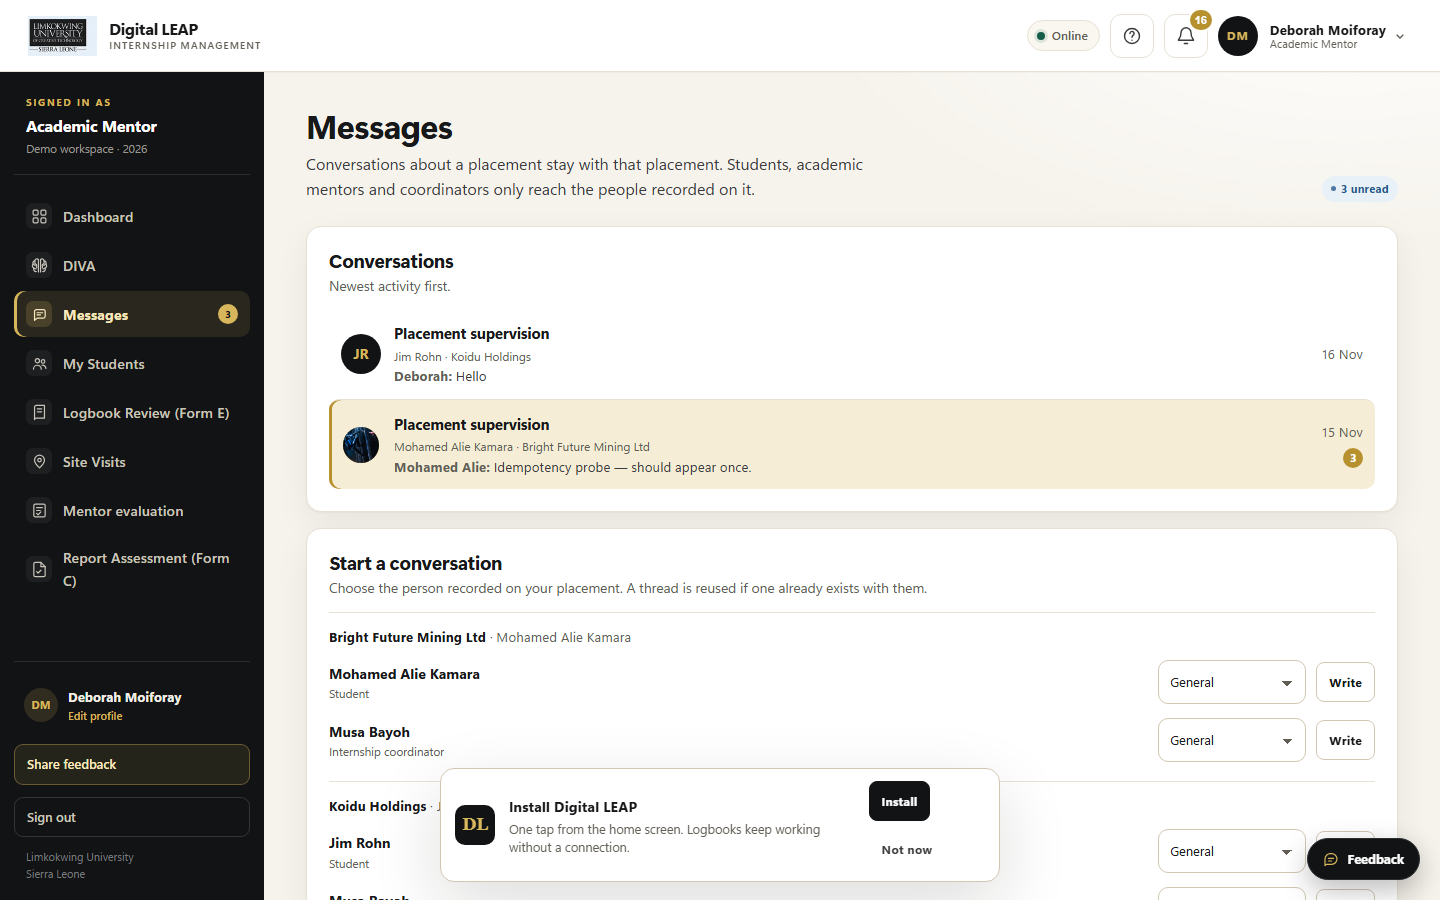 LIMKOKWING
UNIVERSITY
OF CREATIVE TECHNOLOGY
SIERRA LEONE
Digital LEAP
INTERNSHIP MANAGEMENT
Online
16
DM
Deborah Moiforay
Academic Mentor
SIGNED IN AS
Academic Mentor
Demo workspace · 2026
Dashboard
DIVA
Messages
3
My Students
Logbook Review (Form E)
Site Visits
Mentor evaluation
Report Assessment (Form
C)
DM
Deborah Moiforay
Edit profile
Share feedback
Sign out
Limkokwing University
Sierra Leone
Messages
Conversations about a placement stay with that placement. Students, academic
mentors and coordinators only reach the people recorded on it.
3 unread
Conversations
Newest activity first.
JR
Placement supervision
Jim Rohn · Koidu Holdings
Deborah: Hello
16 Nov
Placement supervision
Mohamed Alie Kamara · Bright Future Mining Ltd
Mohamed Alie: Idempotency probe — should appear once.
15 Nov
3
Start a conversation
Choose the person recorded on your placement. A thread is reused if one already exists with them.
Bright Future Mining Ltd · Mohamed Alie Kamara
Mohamed Alie Kamara
Student
General
Write
Musa Bayoh
Internship coordinator
General
Write
Koidu Holdings ·
Jim Rohn
Student
General
DL
Install Digital LEAP
One tap from the home screen. Logbooks keep working
without a connection.
Install
Not now
Feedback